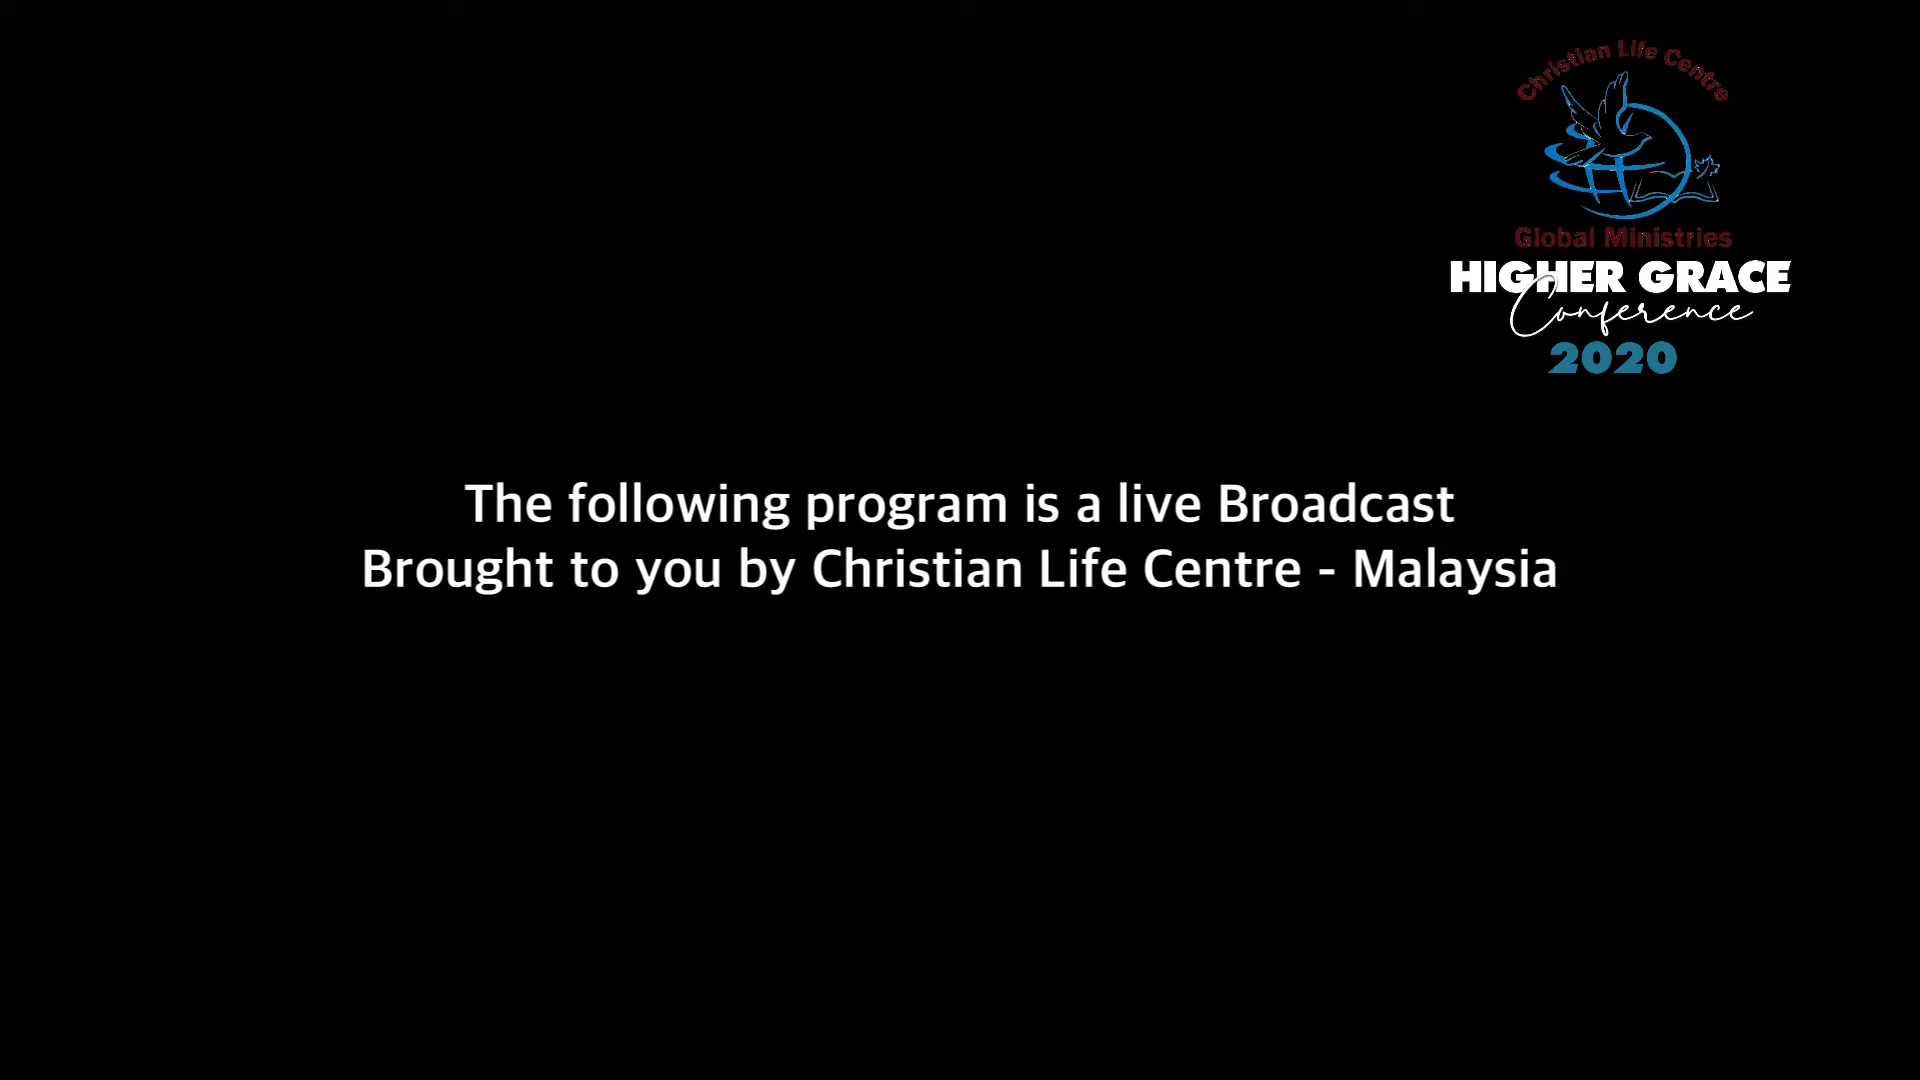 Christian Life Centre
Global Ministries
HIGHER GRACE
Conference
2020
The following program is a live Broadcast
Brought to you by Christian Life Centre - Malaysia